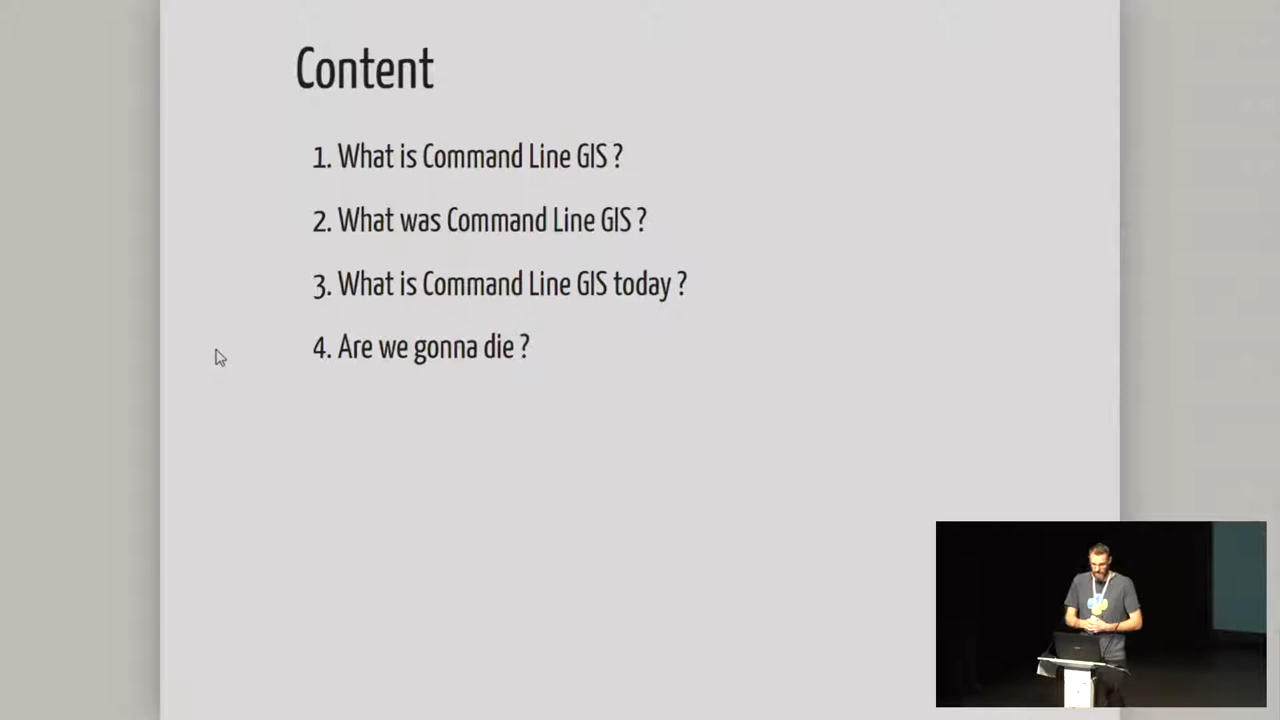 Content
1. What is Command Line GIS ?
2. What was Command Line GIS ?
3. What is Command Line GIS today ?
4. Are we gonna die ?